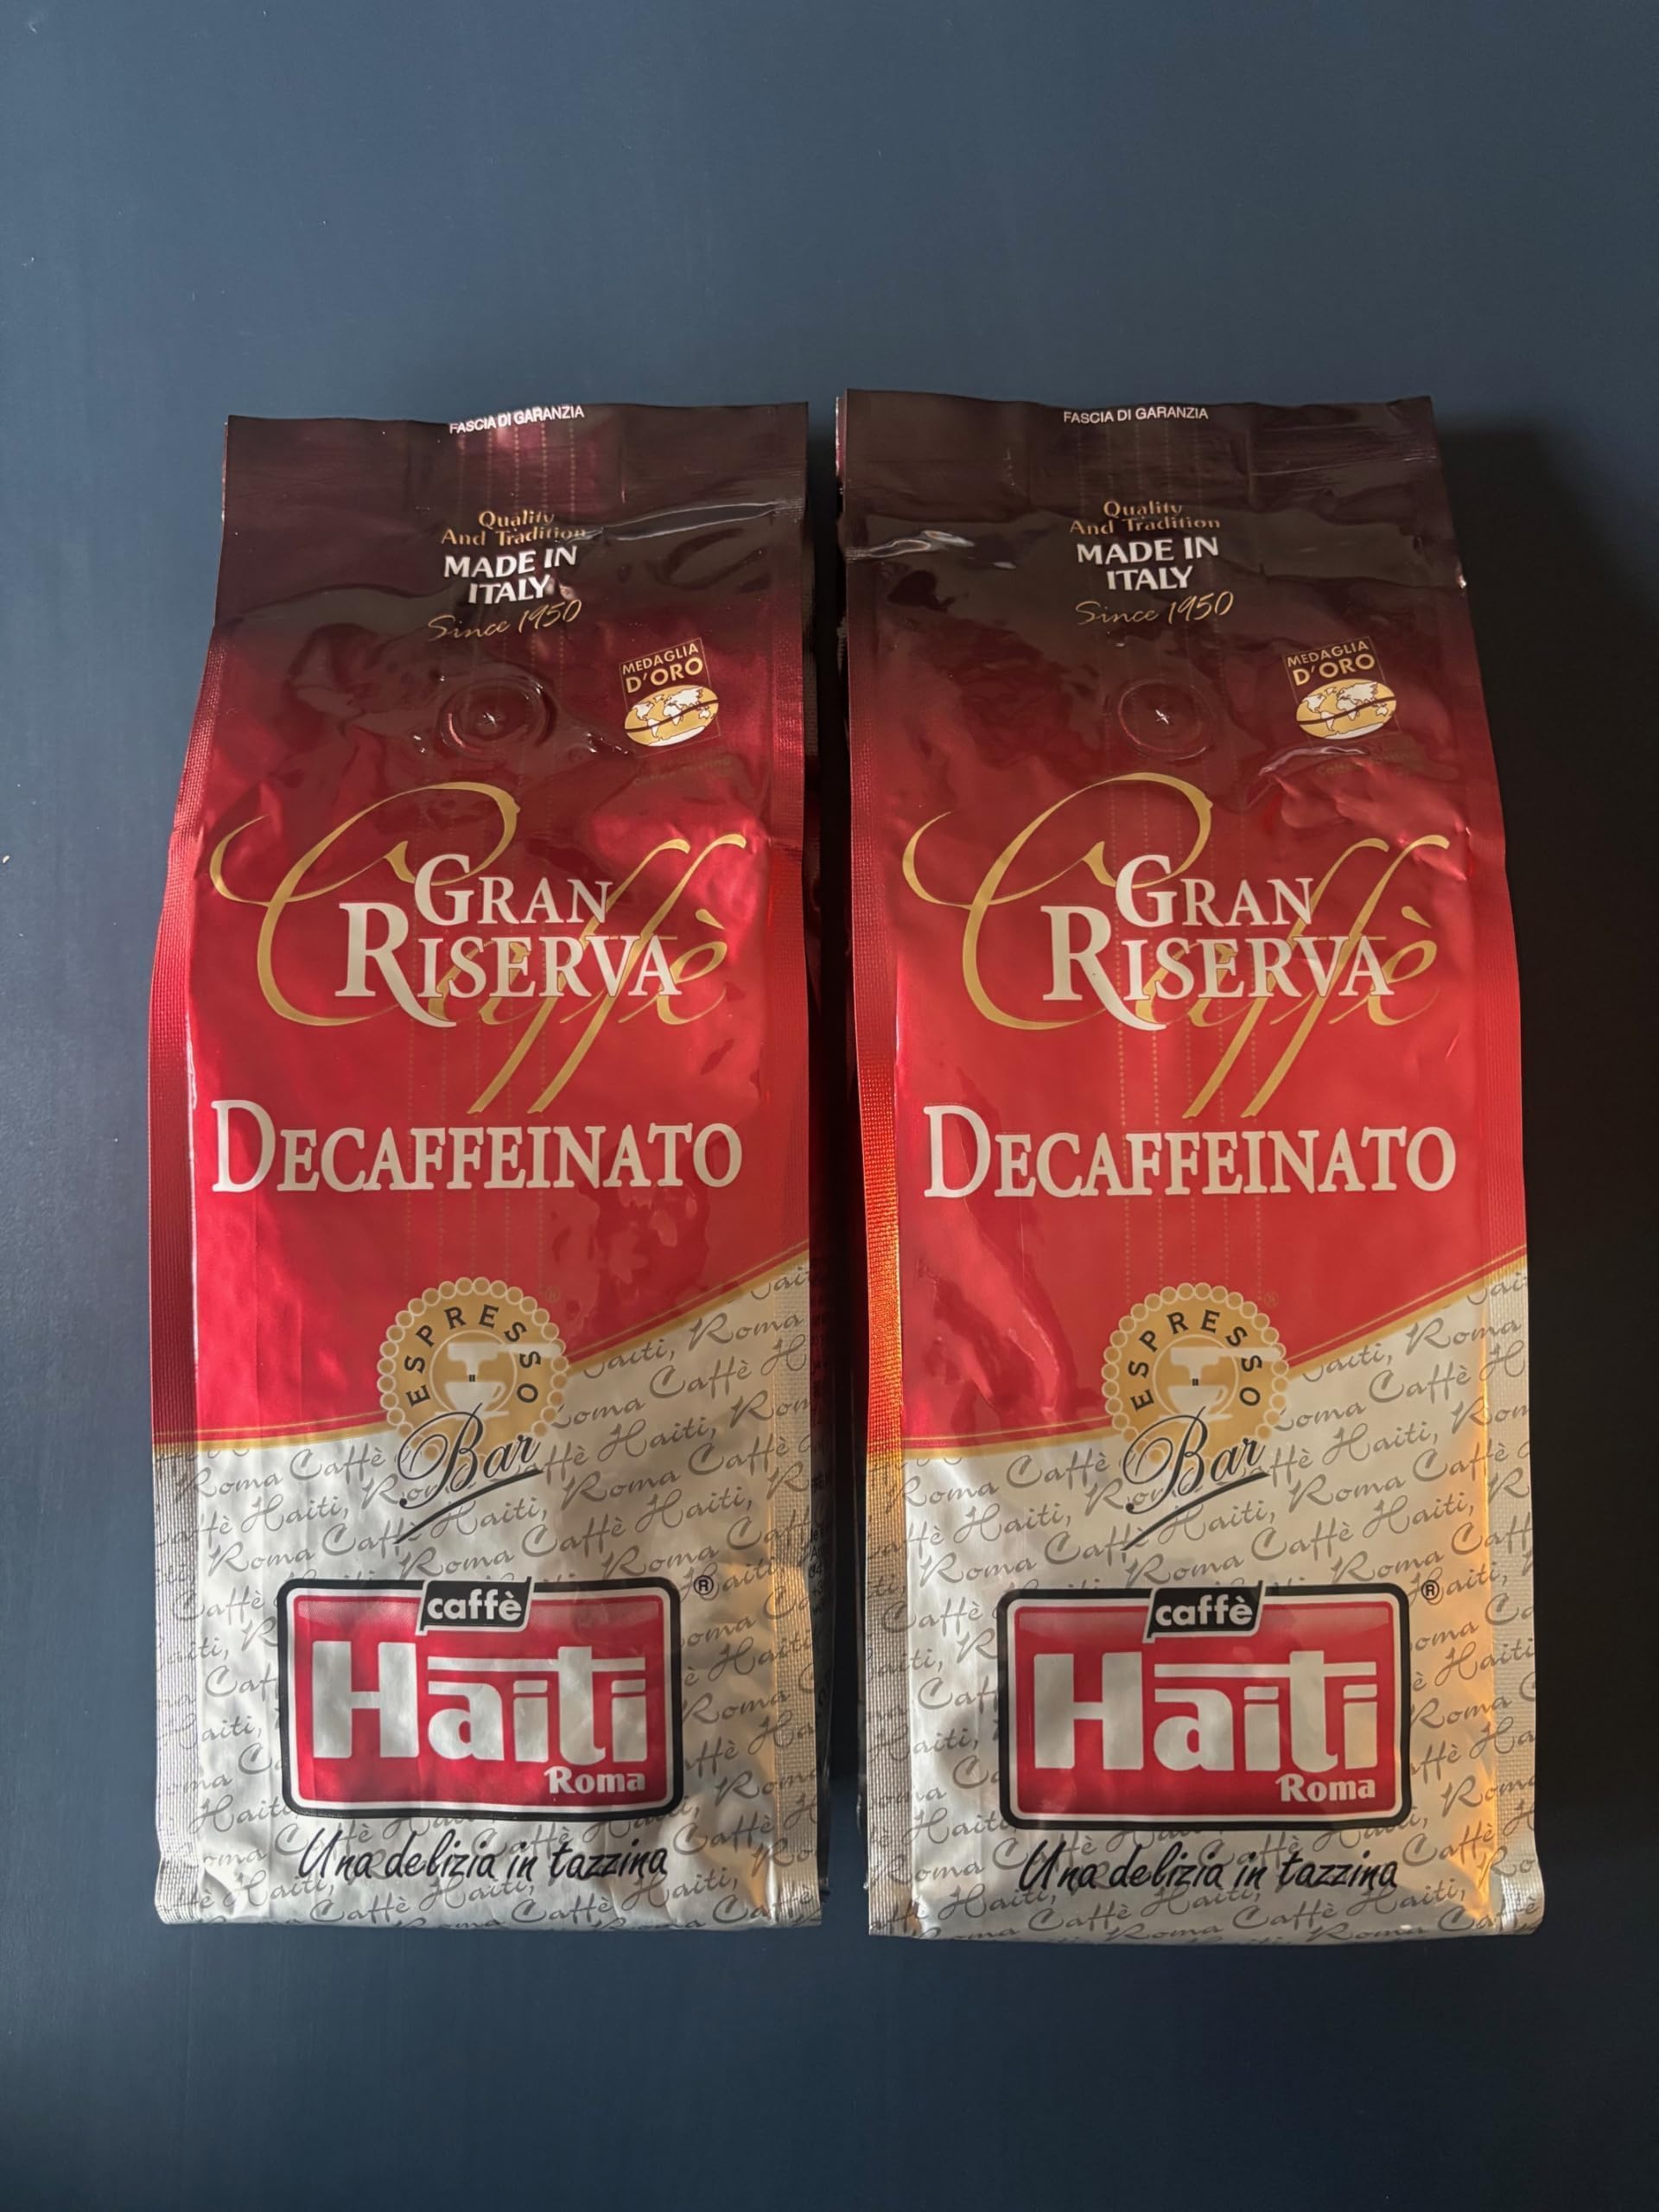 FASCIA DI GARANZIA
Quality
And Tradition
MADE IN
ITALY
Since 1950
MEDAGLIA
D'ORO
Caffè
GRAN
RISERVA
DECAFFEINATO
ESPRESSO
Bar
caffè
Haiti
Roma
®
Una delizia in tazzina
FASCIA DI GARANZIA
Quality
And Tradition
MADE IN
ITALY
Since 1950
MEDAGLIA
D'ORO
Caffè
GRAN
RISERVA
DECAFFEINATO
ESPRESSO
Bar
caffè
Haiti
Roma
®
Una delizia in tazzina